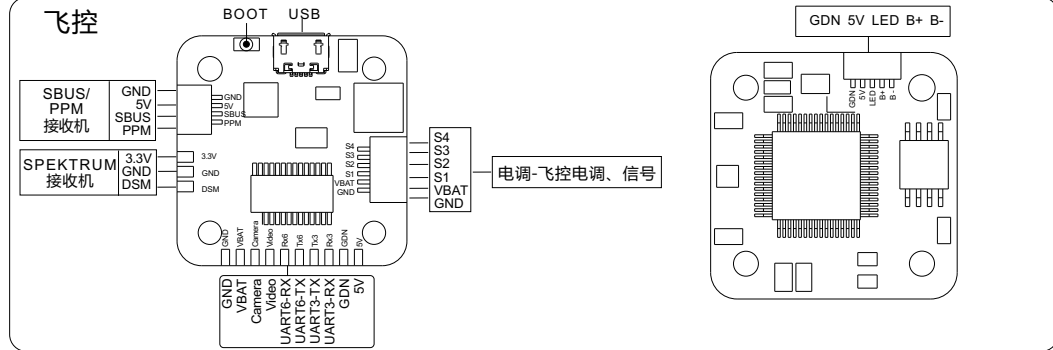 飞控
BOOT USB
SBUS/
PPM
接收机
GND
5V
SBUS
PPM
GND
5V
SBUS
PPM
SPEKTRUM
接收机
3.3V
GND
DSM
3.3V
GND
DSM
S4
S3
S2
S1
VBAT
GND
S4
S3
S2
S1
VBAT
GND
电调-飞控电调、信号
GND
VBAT
Camera
Video
Rx6
Tx6
Tx3
Rx3
GDN
5V
GND
VBAT
Camera
Video
UART6-RX
UART6-TX
UART3-TX
UART3-RX
GDN
5V
GDN 5V LED B+ B-
GDN
5V
LED
B+
B-